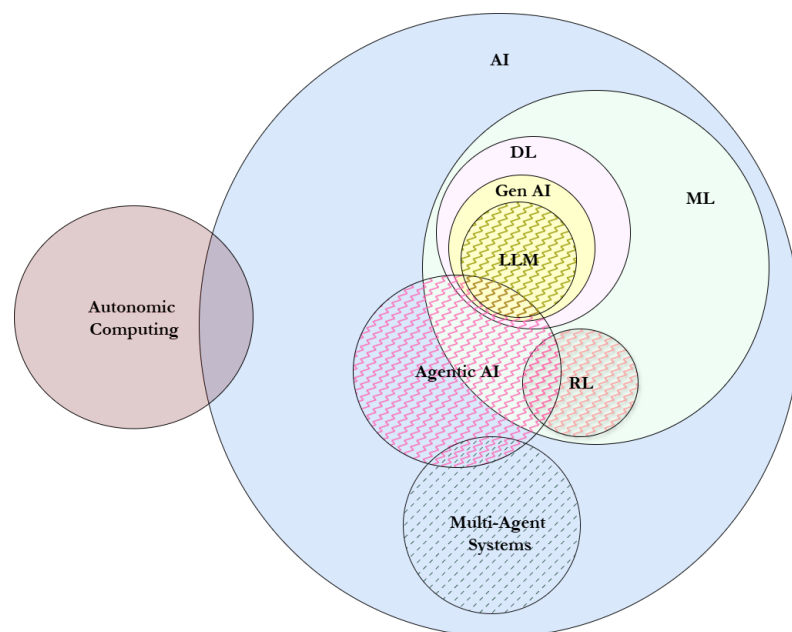 AI
DL
Gen AI
ML
LLM
Autonomic
Computing
Agentic AI
RL
Multi-Agent
Systems